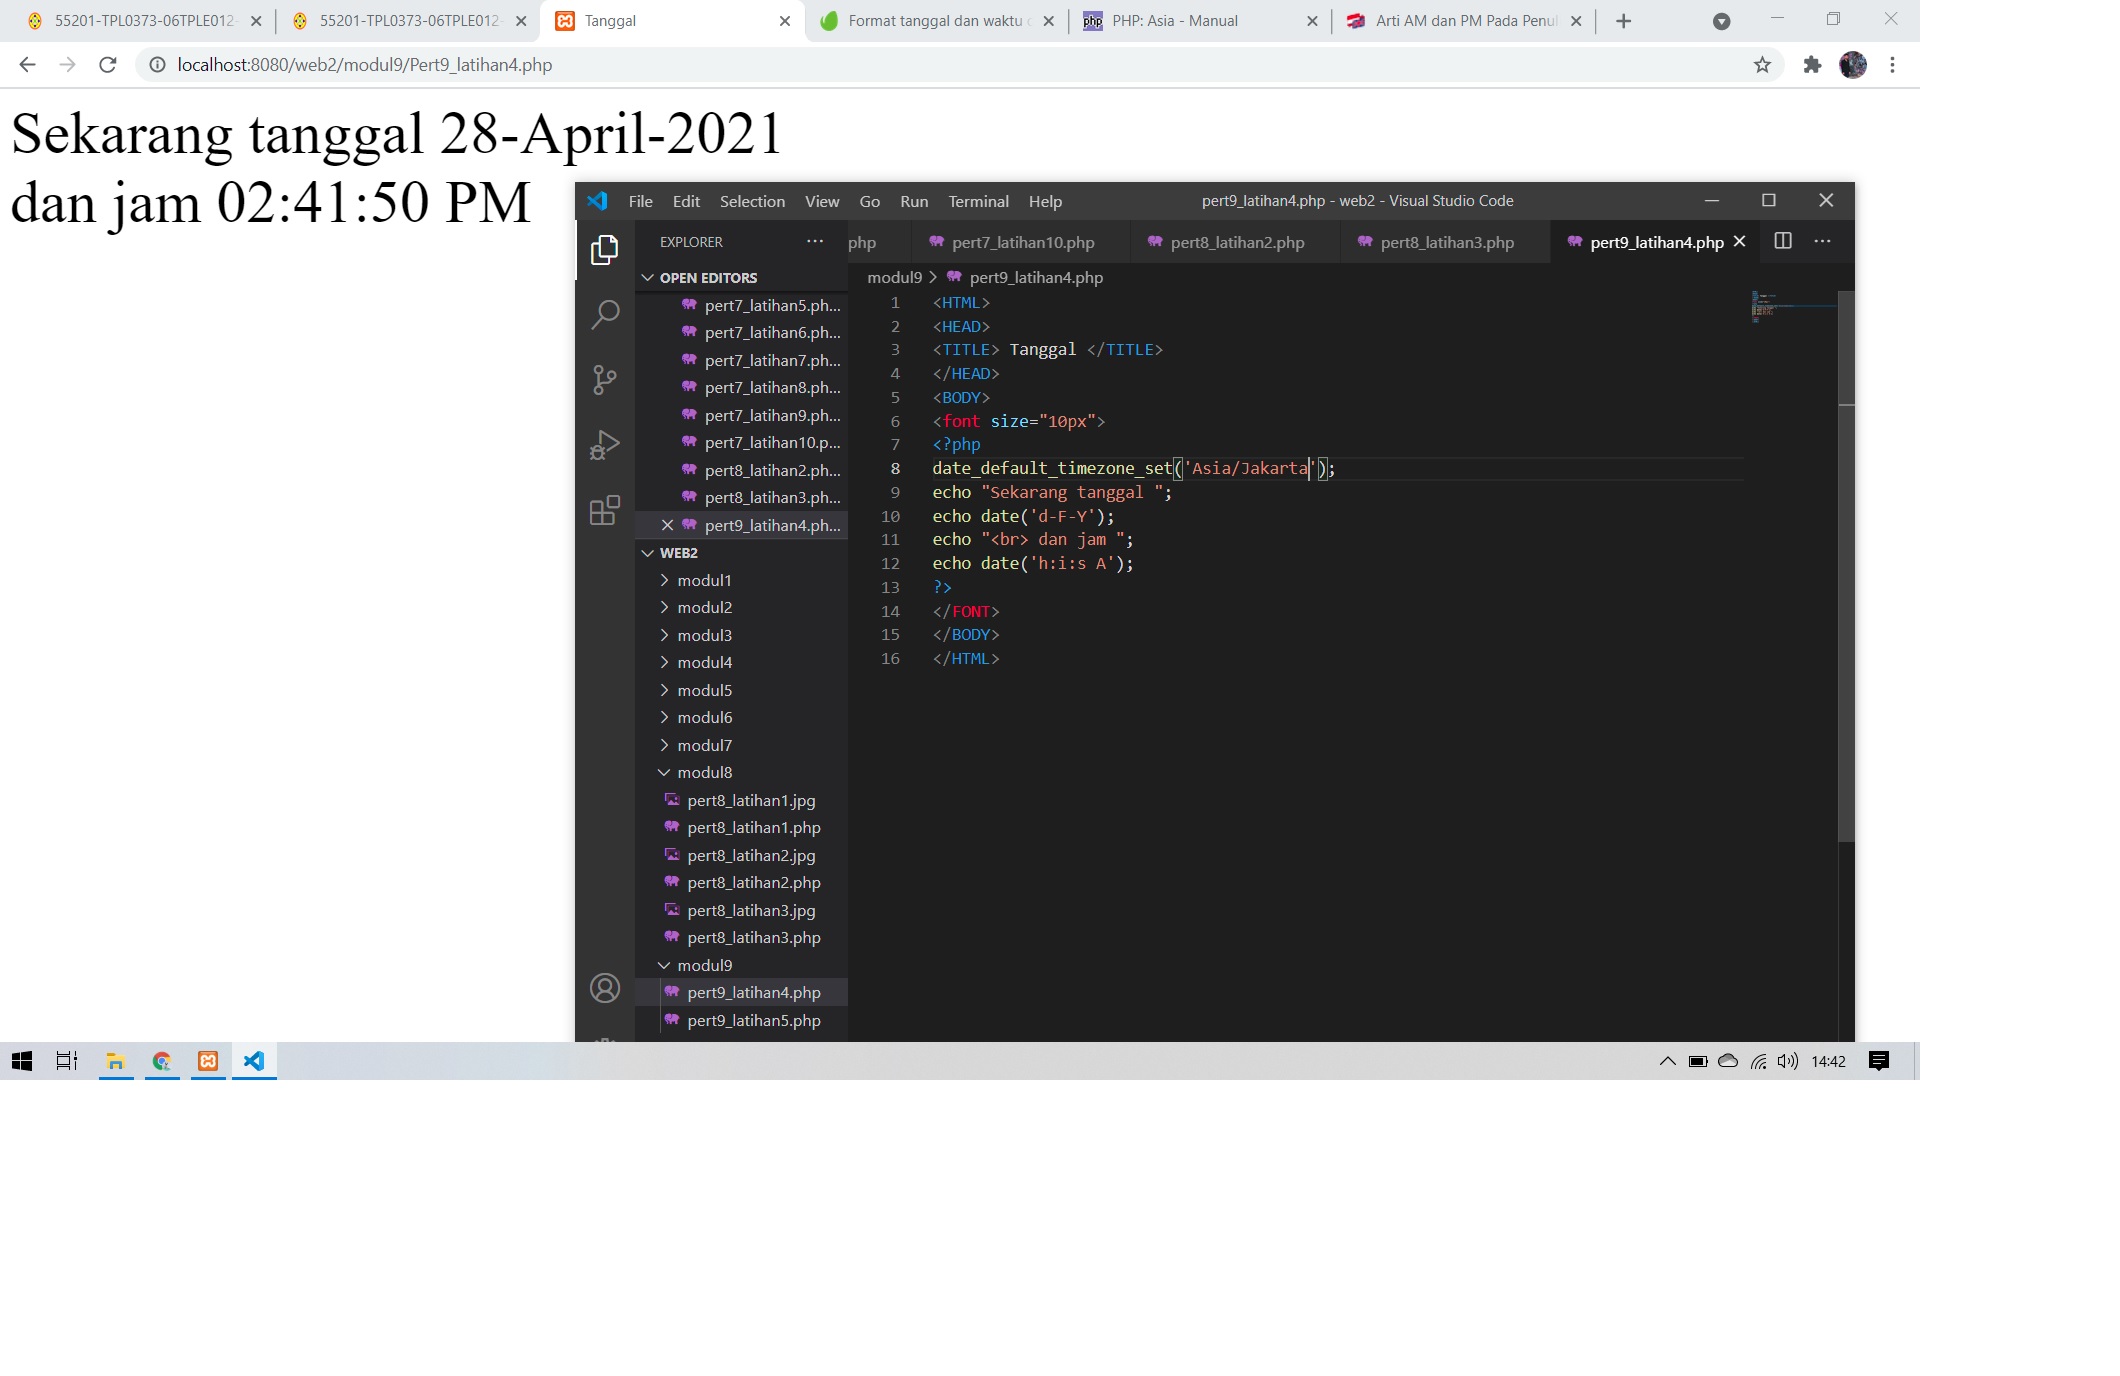 55201-TPL0373-06TPLE012-
55201-TPL0373-06TPLE012-
Tanggal
Format tanggal dan waktu
PHP: Asia - Manual
Arti AM dan PM Pada
localhost:8080/web2/modul9/Pert9_latihan4.php
Sekarang tanggal 28-April-2021
dan jam 02:41:50 PM
File Edit Selection View Go Run Terminal Help
pert9_latihan4.php - web2 - Visual Studio Code
EXPLORER
php
pert7_latihan10.php
pert8_latihan2.php
pert8_latihan3.php
pert9_latihan4.php
OPEN EDITORS
pert7_latihan5.ph...
pert7_latihan6.ph...
pert7_latihan7.ph...
pert7_latihan8.ph...
pert7_latihan9.ph...
pert7_latihan10.p...
pert8_latihan2.ph...
pert8_latihan3.ph...
pert9_latihan4.ph...
WEB2
modul1
modul2
modul3
modul4
modul5
modul6
modul7
modul8
pert8_latihan1.jpg
pert8_latihan1.php
pert8_latihan2.jpg
pert8_latihan2.php
pert8_latihan3.jpg
pert8_latihan3.php
modul9
pert9_latihan4.php
pert9_latihan5.php
modul9 > pert9_latihan4.php
1 <HTML>
2 <HEAD>
3 <TITLE> Tanggal </TITLE>
4 </HEAD>
5 <BODY>
6 <font size="10px">
7 <?php
8 date_default_timezone_set('Asia/Jakarta');
9 echo "Sekarang tanggal ";
10 echo date('d-F-Y');
11 echo "<br> dan jam ";
12 echo date('h:i:s A');
13 ?>
14 </FONT>
15 </BODY>
16 </HTML>
14:42